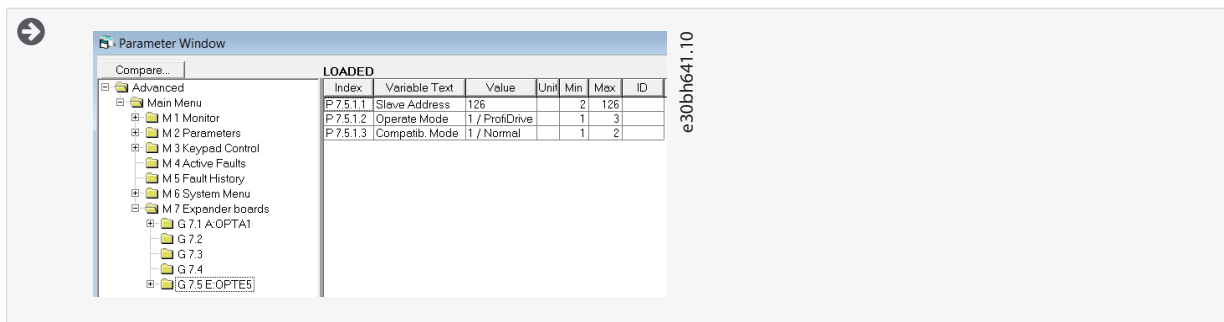 Parameter Window
Compare...
LOADED
Advanced
Main Menu
M 1 Monitor
M 2 Parameters
M 3 Keypad Control
M 4 Active Faults
M 5 Fault History
M 6 System Menu
M 7 Expander boards
G 7.1 A:OPTA1
G 7.2
G 7.3
G 7.4
G 7.5 E:OPTE5
Index Variable Text Value Unit Min Max ID
P 7.5.1.1 Slave Address 126 2 126
P 7.5.1.2 Operate Mode 1 / ProfiDrive 1 3
P 7.5.1.3 Compatib. Mode 1 / Normal 1 2
e30bh641.10